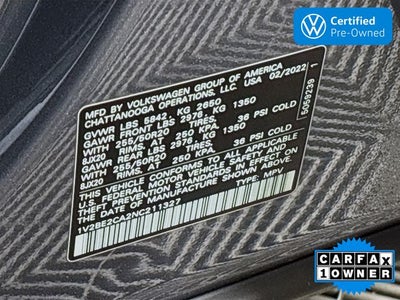 Certified
Pre-Owned
MFD. BY VOLKSWAGEN GROUP OF AMERICA
CHATTANOOGA OPERATIONS, LLC. USA 02/2022
GVWR LBS 5842, KG 2650
GAWR FRONT LBS 2976, KG 1350
WITH 255/50R20 TIRES,
8JX20 RIMS, AT 250 KPA, 36 PSI COLD
GAWR REAR LBS 2976, KG 1350
WITH 255/50R20 TIRES,
8JX20 RIMS, AT 250 KPA, 36 PSI COLD
THIS VEHICLE CONFORMS TO ALL APPLICABLE
U.S. FEDERAL MOTOR VEHICLE
SAFETY STANDARDS IN EFFECT ON
THE DATE OF MANUFACTURE SHOWN ABOVE.
1V2BE2CA2NC211327 TYPE: MPV
5059239 1
CARFAX
1 OWNER